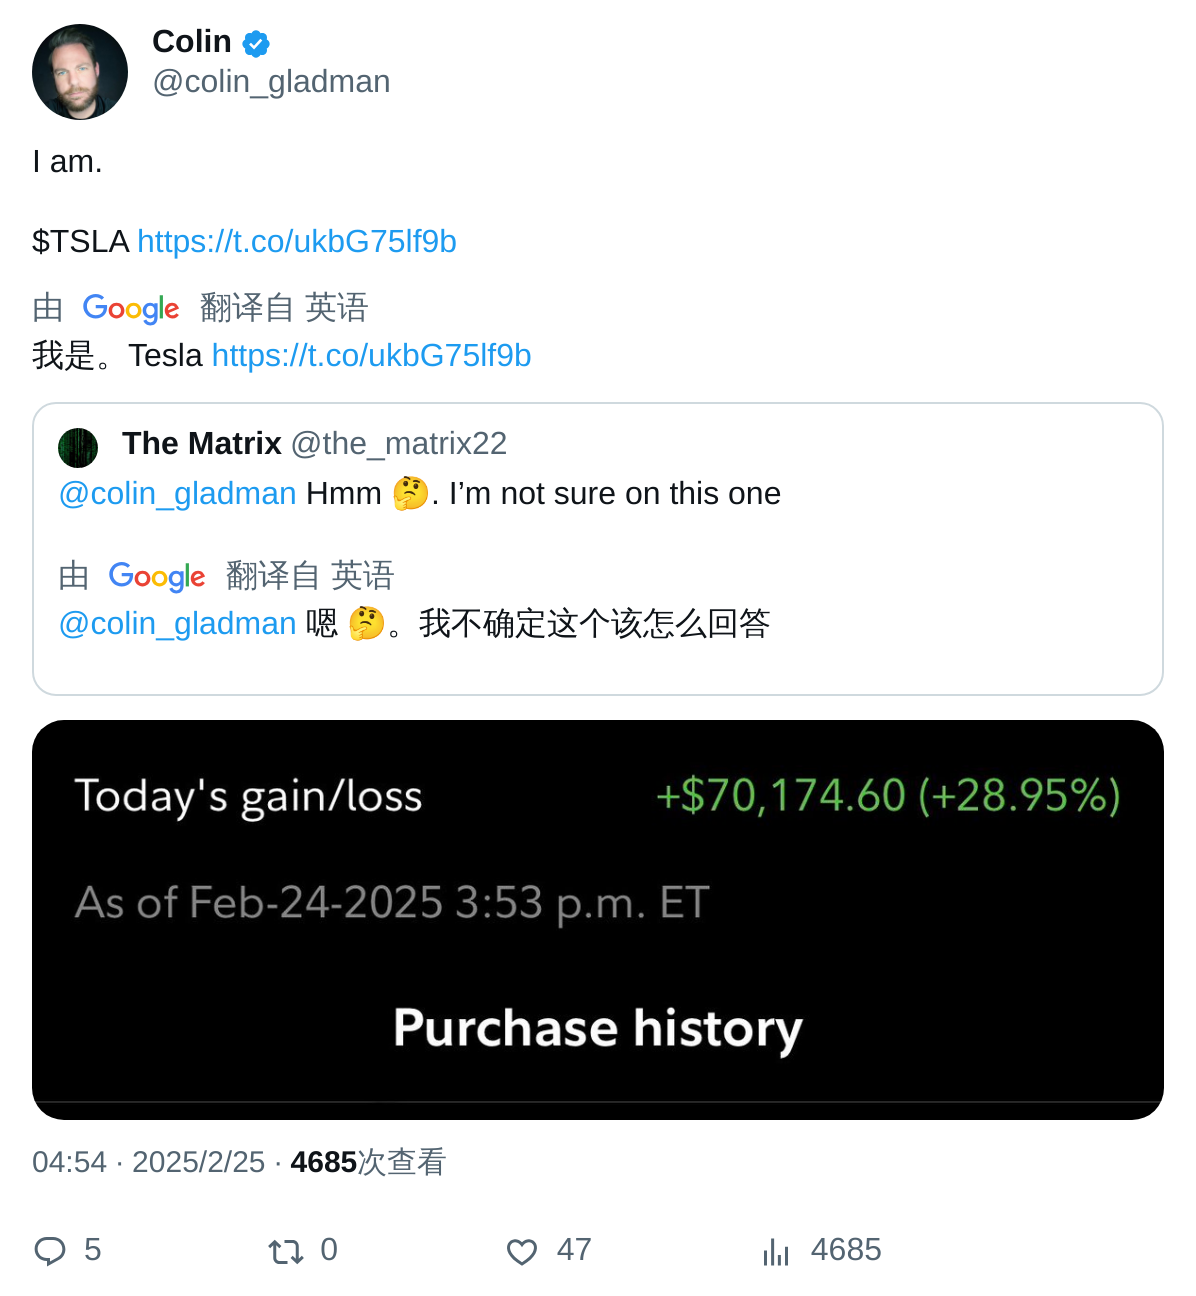 Colin
@colin_gladman
I am.
$TSLA https://t.co/ukbG75lf9b
由 Google 翻译自 英语
我是。Tesla https://t.co/ukbG75lf9b
The Matrix @the_matrix22
@colin_gladman Hmm 🤔. I’m not sure on this one
由 Google 翻译自 英语
@colin_gladman 嗯 🤔。我不确定这个该怎么回答
Today's gain/loss +$70,174.60 (+28.95%)
As of Feb-24-2025 3:53 p.m. ET
Purchase history
04:54 · 2025/2/25 · 4685次查看
5 0 47 4685